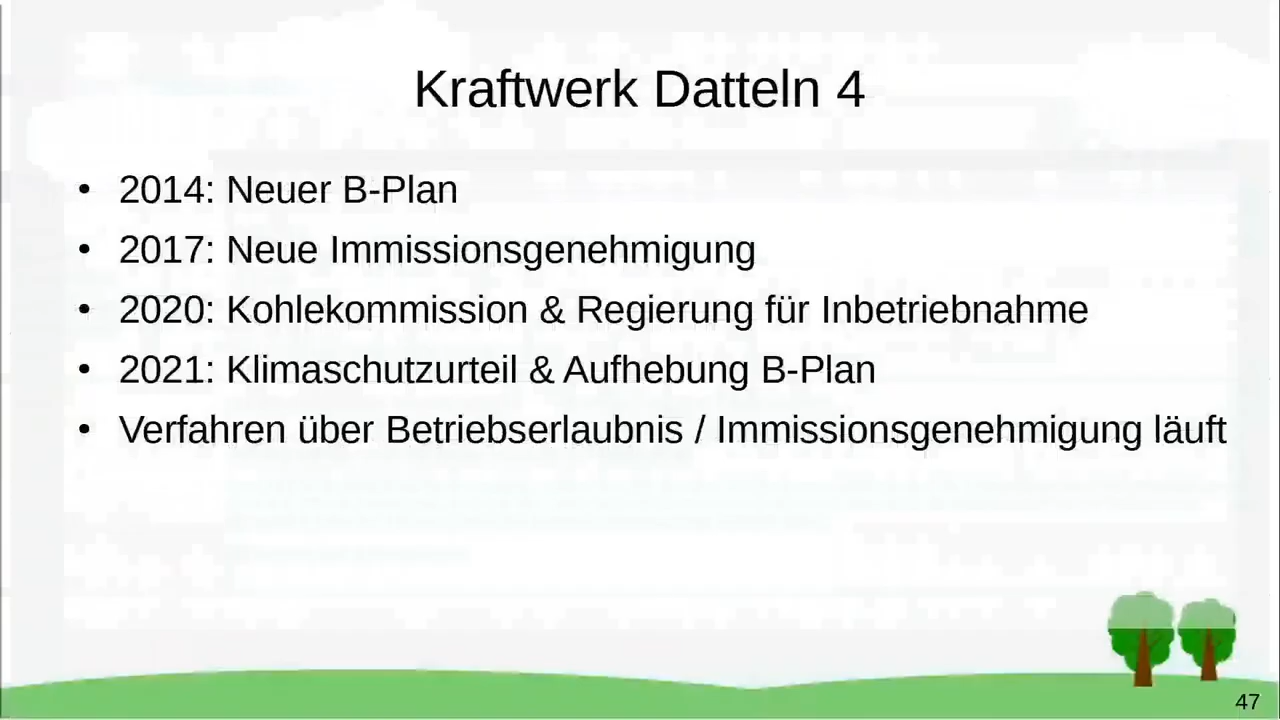 Kraftwerk Datteln 4
• 2014: Neuer B-Plan
• 2017: Neue Immissionsgenehmigung
• 2020: Kohlekommission & Regierung für Inbetriebnahme
• 2021: Klimaschutzurteil & Aufhebung B-Plan
• Verfahren über Betriebserlaubnis / Immissionsgenehmigung läuft
47